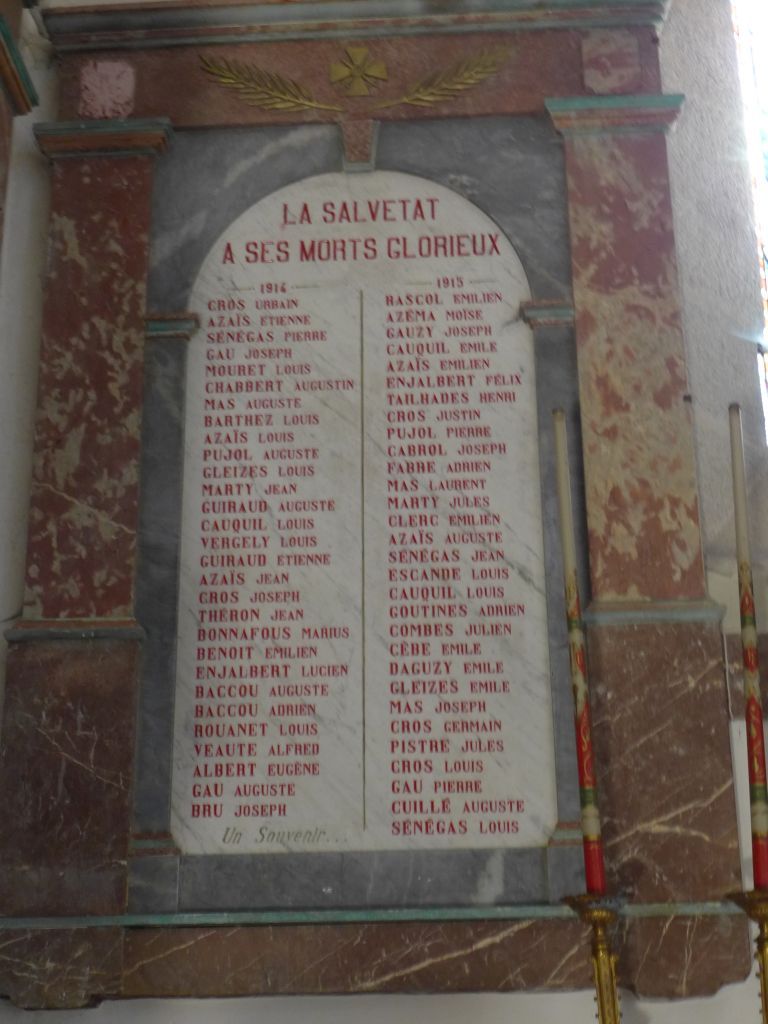 LA SALVETAT
A SES MORTS GLORIEUX
1914
CROS URBAIN
AZAÏS ETIENNE
SÉNÉGAS PIERRE
GAU JOSEPH
MOURET LOUIS
CHABBERT AUGUSTIN
MAS AUGUSTE
BARTHEZ LOUIS
AZAÏS LOUIS
PUJOL AUGUSTE
GLEIZES LOUIS
MARTY JEAN
GUIRAUD AUGUSTE
CAUQUIL LOUIS
VERGELY LOUIS
GUIRAUD ETIENNE
AZAÏS JEAN
CROS JOSEPH
THÉRON JEAN
BONNAFOUS MARIUS
BENOIT EMILIEN
ENJALBERT LUCIEN
BACCOU AUGUSTE
BACCOU ADRIEN
ROUANET LOUIS
VEAUTE ALFRED
ALBERT EUGÈNE
GAU AUGUSTE
BRU JOSEPH
Un Souvenir...
1915
RASCOL EMILIEN
AZÉMA MOÏSE
GAUZY JOSEPH
CAUQUIL EMILE
AZAÏS EMILIEN
ENJALBERT FÉLIX
TAILHADES HENRI
CROS JUSTIN
PUJOL PIERRE
CABROL JOSEPH
FABRE ADRIEN
MAS LAURENT
MARTY JULES
CLERC EMILIEN
AZAÏS AUGUSTE
SÉNÉGAS JEAN
ESCANDE LOUIS
CAUQUIL LOUIS
GOUTINES ADRIEN
COMBES JULIEN
CÈBE EMILE
DAGUZY EMILE
GLEIZES EMILE
MAS JOSEPH
CROS GERMAIN
PISTRE JULES
CROS LOUIS
GAU PIERRE
CUILLÉ AUGUSTE
SÉNÉGAS LOUIS